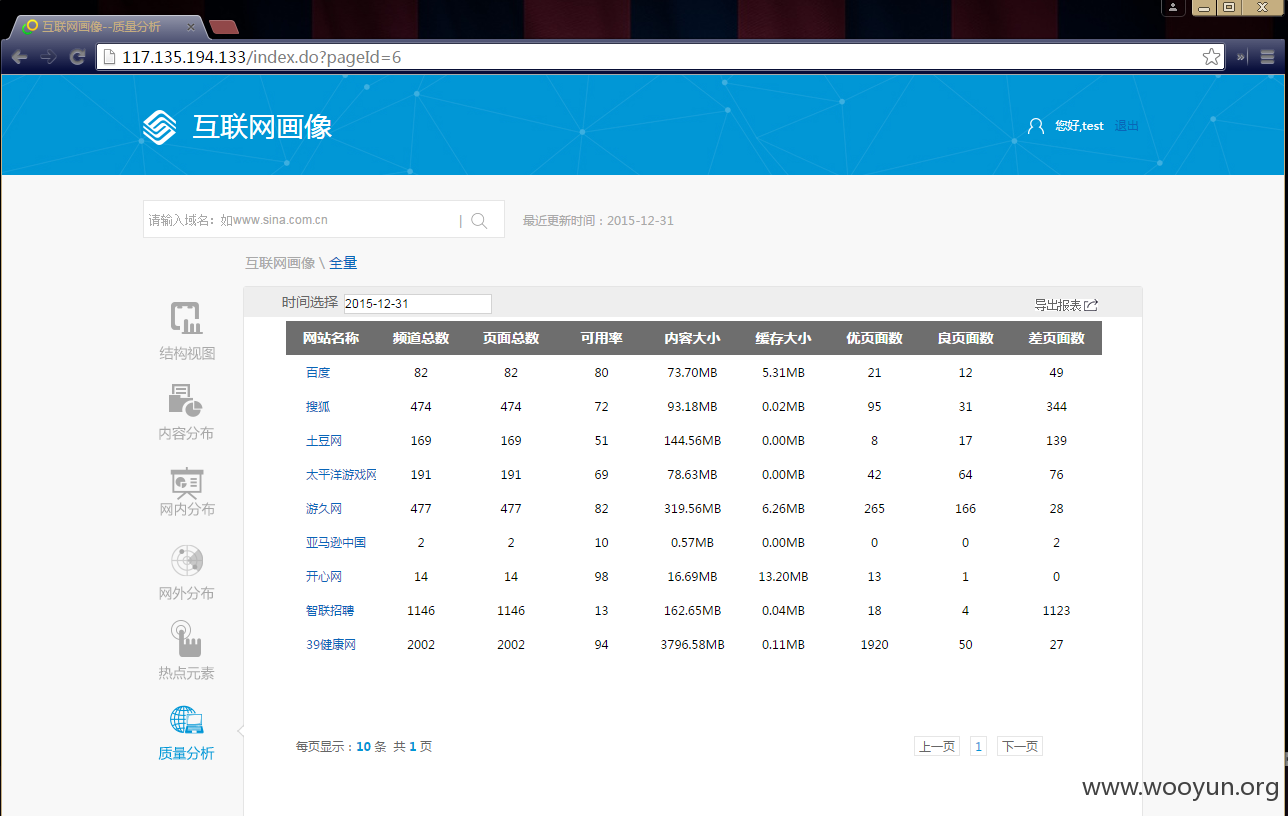 互联网画像--质量分析
117.135.194.133/index.do?pageId=6
互联网画像
您好,test 退出
请输入域名：如www.sina.com.cn
最近更新时间：2015-12-31
互联网画像 \ 全量
时间选择 2015-12-31
导出报表
结构视图
内容分布
网内分布
网外分布
热点元素
质量分析
网站名称 频道总数 页面总数 可用率 内容大小 缓存大小 优页面数 良页面数 差页面数
百度 82 82 80 73.70MB 5.31MB 21 12 49
搜狐 474 474 72 93.18MB 0.02MB 95 31 344
土豆网 169 169 51 144.56MB 0.00MB 8 17 139
太平洋游戏网 191 191 69 78.63MB 0.00MB 42 64 76
游久网 477 477 82 319.56MB 6.26MB 265 166 28
亚马逊中国 2 2 10 0.57MB 0.00MB 0 0 2
开心网 14 14 98 16.69MB 13.20MB 13 1 0
智联招聘 1146 1146 13 162.65MB 0.04MB 18 4 1123
39健康网 2002 2002 94 3796.58MB 0.11MB 1920 50 27
每页显示：10 条 共 1 页
上一页 1 下一页
www.wooyun.org